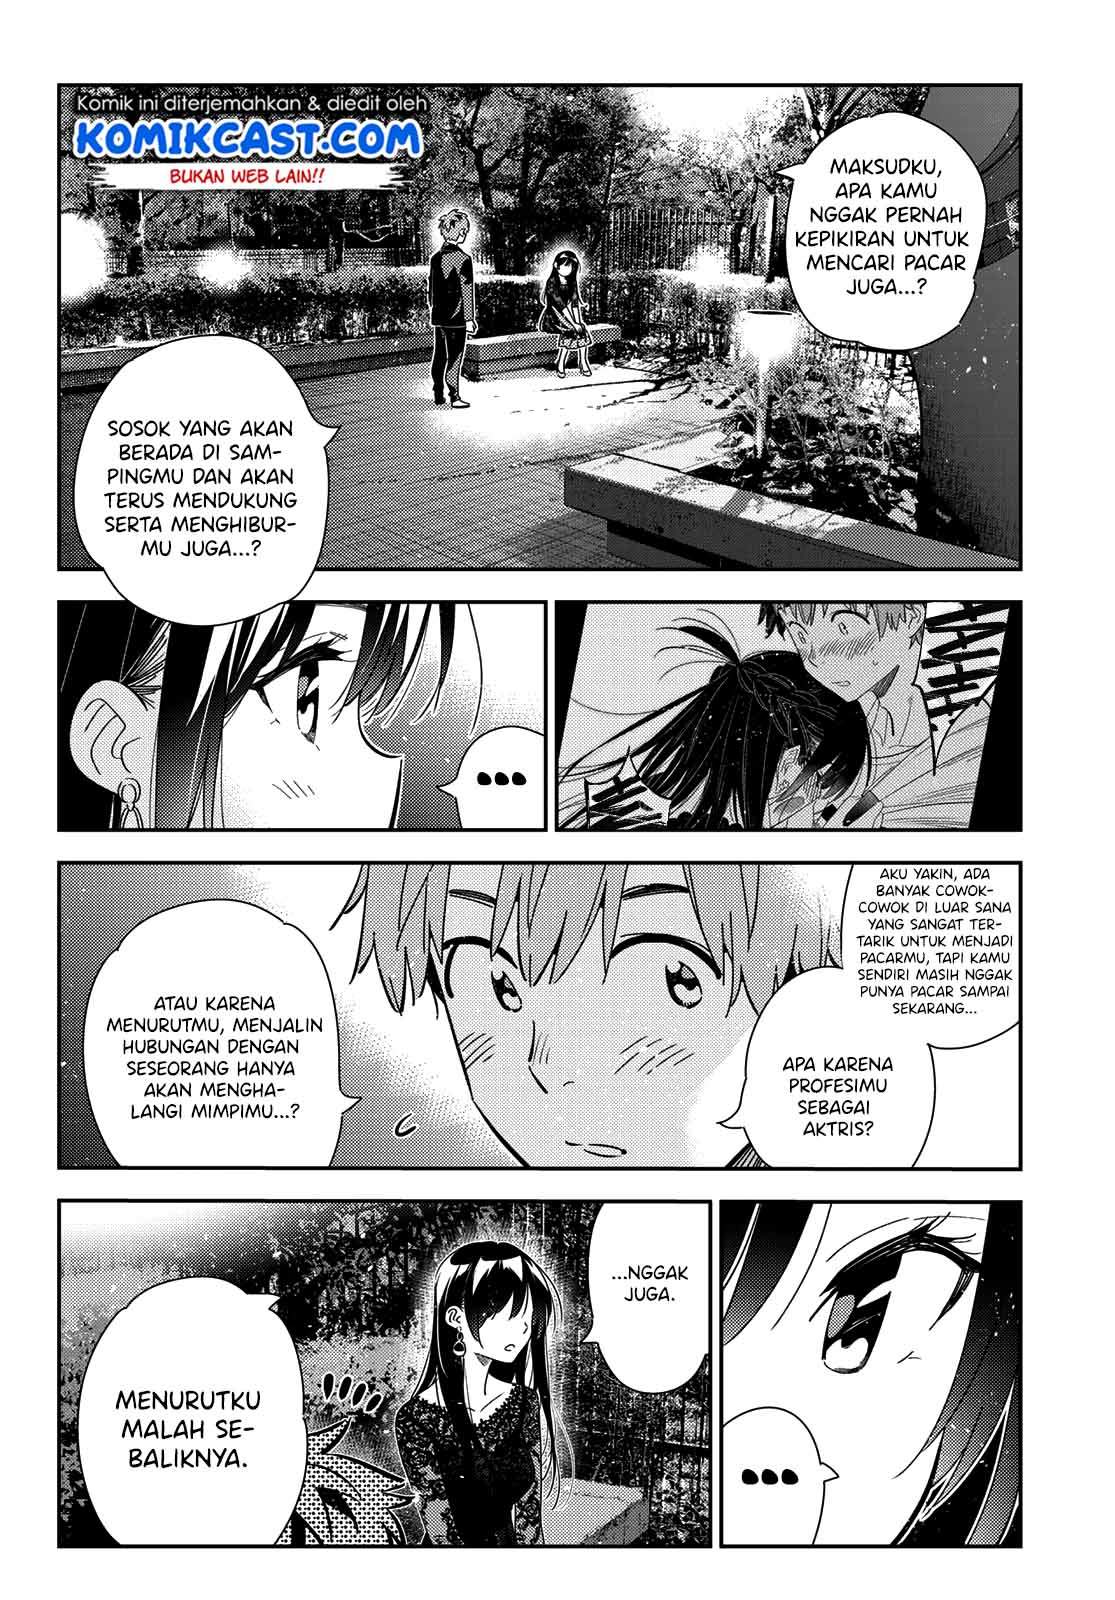 Komik ini diterjemahkan & diedit oleh
KOMIKCAST.COM
BUKAN WEB LAIN!!
MAKSUDKU,
APA KAMU
NGGAK PERNAH
KEPIKIRAN UNTUK
MENCARI PACAR
JUGA...?
SOSOK YANG AKAN
BERADA DI SAM-
PINGMU DAN AKAN
TERUS MENDUKUNG
SERTA MENGHIBUR-
MU JUGA...?
...
AKU YAKIN, ADA
BANYAK COWOK-
COWOK DI LUAR SANA
YANG SANGAT TER-
TARIK UNTUK MENJADI
PACARMU, TAPI KAMU
SENDIRI MASIH NGGAK
PUNYA PACAR SAMPAI
SEKARANG...
APA KARENA
PROFESIMU
SEBAGAI
AKTRIS?
ATAU KARENA
MENURUTMU, MENJALIN
HUBUNGAN DENGAN
SESEORANG HANYA
AKAN MENGHA-
LANGI MIMPIMU...?
...
...NGGAK
JUGA.
MENURUTKU
MALAH SE-
BALIKNYA.